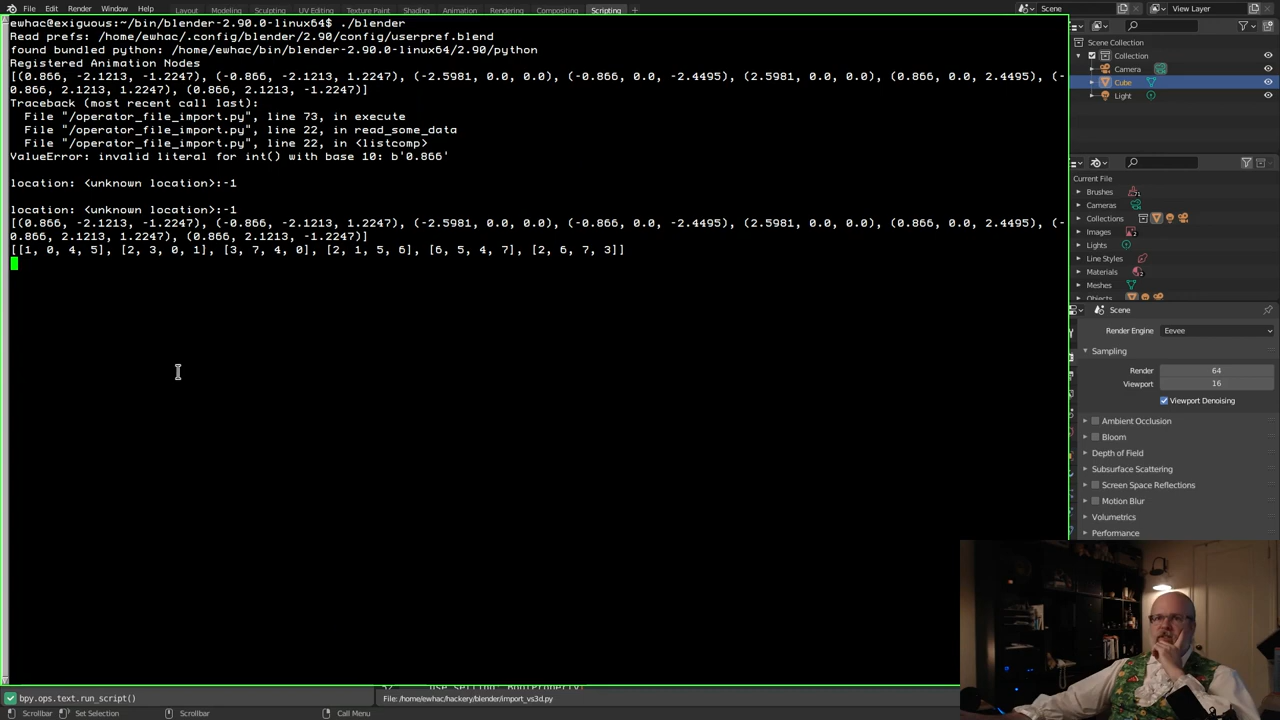 File Edit Render Window Help Layout Modeling Sculpting UV Editing Texture Paint Shading Animation Rendering Compositing Scripting + Scene View Layer
ewhac@exiguous:~/bin/blender-2.90.0-linux64$ ./blender
Read prefs: /home/ewhac/.config/blender/2.90/config/userpref.blend
found bundled python: /home/ewhac/bin/blender-2.90.0-linux64/2.90/python
Registered Animation Nodes
[(0.866, -2.1213, -1.2247), (-0.866, -2.1213, 1.2247), (-2.5981, 0.0, 0.0), (-0.866, 0.0, -2.4495), (2.5981, 0.0, 0.0), (0.866, 0.0, 2.4495), (-
0.866, 2.1213, 1.2247), (0.866, 2.1213, -1.2247)]
Traceback (most recent call last):
File "/operator_file_import.py", line 73, in execute
File "/operator_file_import.py", line 22, in read_some_data
File "/operator_file_import.py", line 22, in <listcomp>
ValueError: invalid literal for int() with base 10: b'0.866'
location: <unknown location>:-1
location: <unknown location>:-1
[(0.866, -2.1213, -1.2247), (-0.866, -2.1213, 1.2247), (-2.5981, 0.0, 0.0), (-0.866, 0.0, -2.4495), (2.5981, 0.0, 0.0), (0.866, 0.0, 2.4495), (-
0.866, 2.1213, 1.2247), (0.866, 2.1213, -1.2247)]
[[1, 0, 4, 5], [2, 3, 0, 1], [3, 7, 4, 0], [2, 1, 5, 6], [6, 5, 4, 7], [2, 6, 7, 3]]
Scene Collection
Collection
Camera
Cube
Light
Current File
Brushes
Cameras
Collections
Images
Lights
Line Styles
Materials
Meshes
Objects
Scene
Render Engine Eevee
Sampling
Render 64
Viewport 16
Viewport Denoising
Ambient Occlusion
Bloom
Depth of Field
Subsurface Scattering
Screen Space Reflections
Motion Blur
Volumetrics
Performance
bpy.ops.text.run_script()
File: /home/ewhac/hackery/blender/import_vs3d.py
Scrollbar Set Selection Scrollbar Call Menu